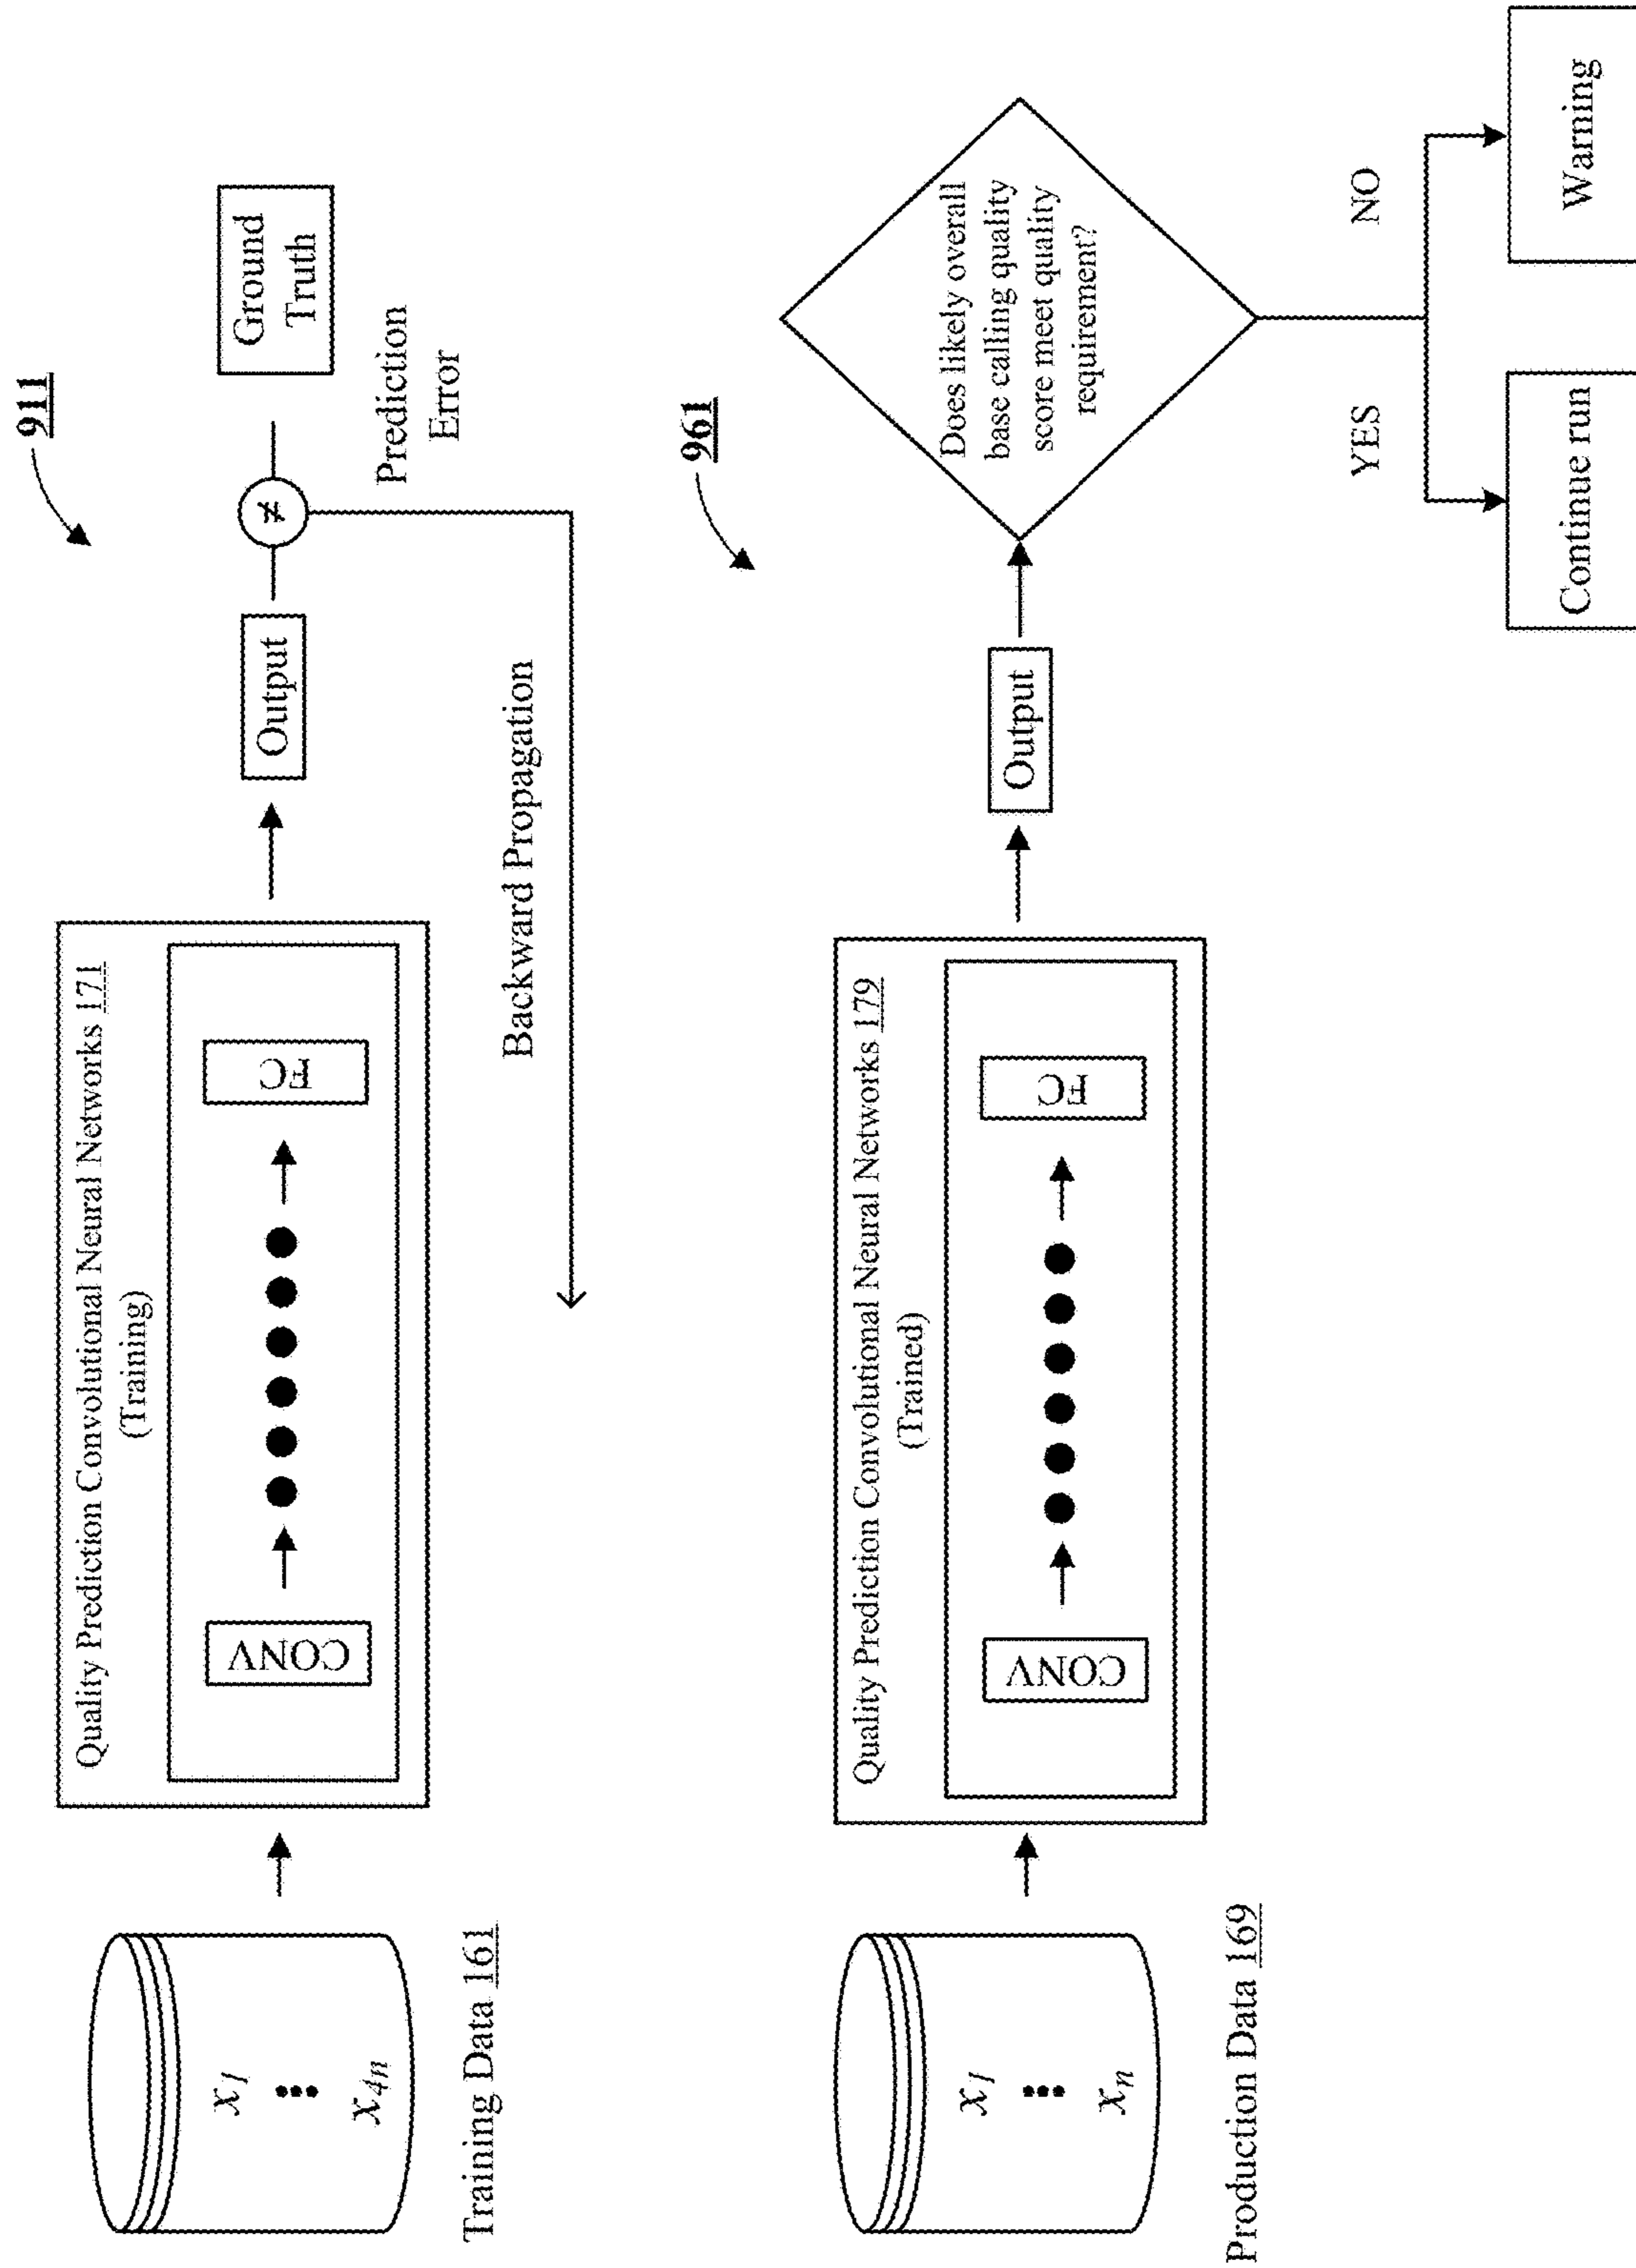 911
Quality Prediction Convolutional Neural Networks 171
(Training)
CONV
FC
x1
x4n
Training Data 161
Output
≠
Ground
Truth
Prediction
Error
Backward Propagation
961
Quality Prediction Convolutional Neural Networks 179
(Trained)
CONV
FC
x1
xn
Production Data 169
Output
Does likely overall
base calling quality
score meet quality
requirement?
YES
NO
Continue run
Warning